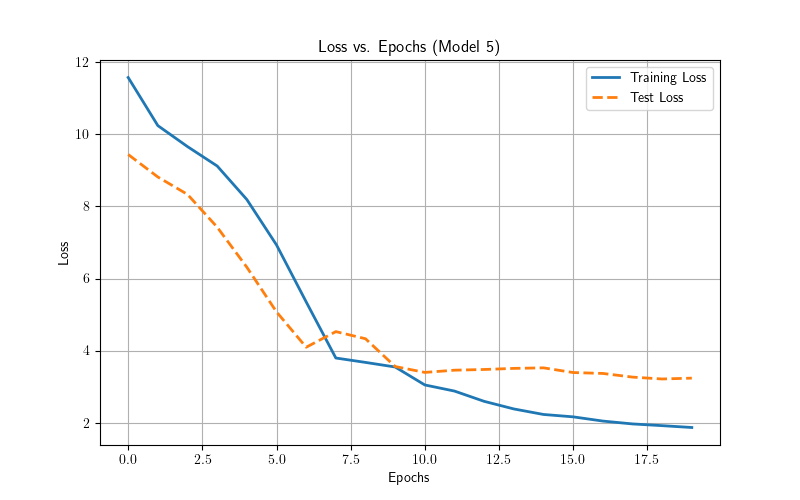 Loss vs. Epochs (Model 5)
12
10
8
6
4
2
Loss
Training Loss
Test Loss
0.0 2.5 5.0 7.5 10.0 12.5 15.0 17.5
Epochs